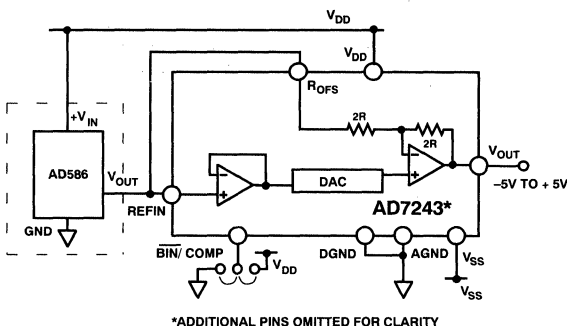 VDD
VDD
ROFS
+VIN
2R
2R
AD586
VOUT
VOUT
DAC
–5V TO + 5V
REFIN
AD7243*
GND
BIN/ COMP
DGND
AGND
VDD
VSS
VSS
*ADDITIONAL PINS OMITTED FOR CLARITY